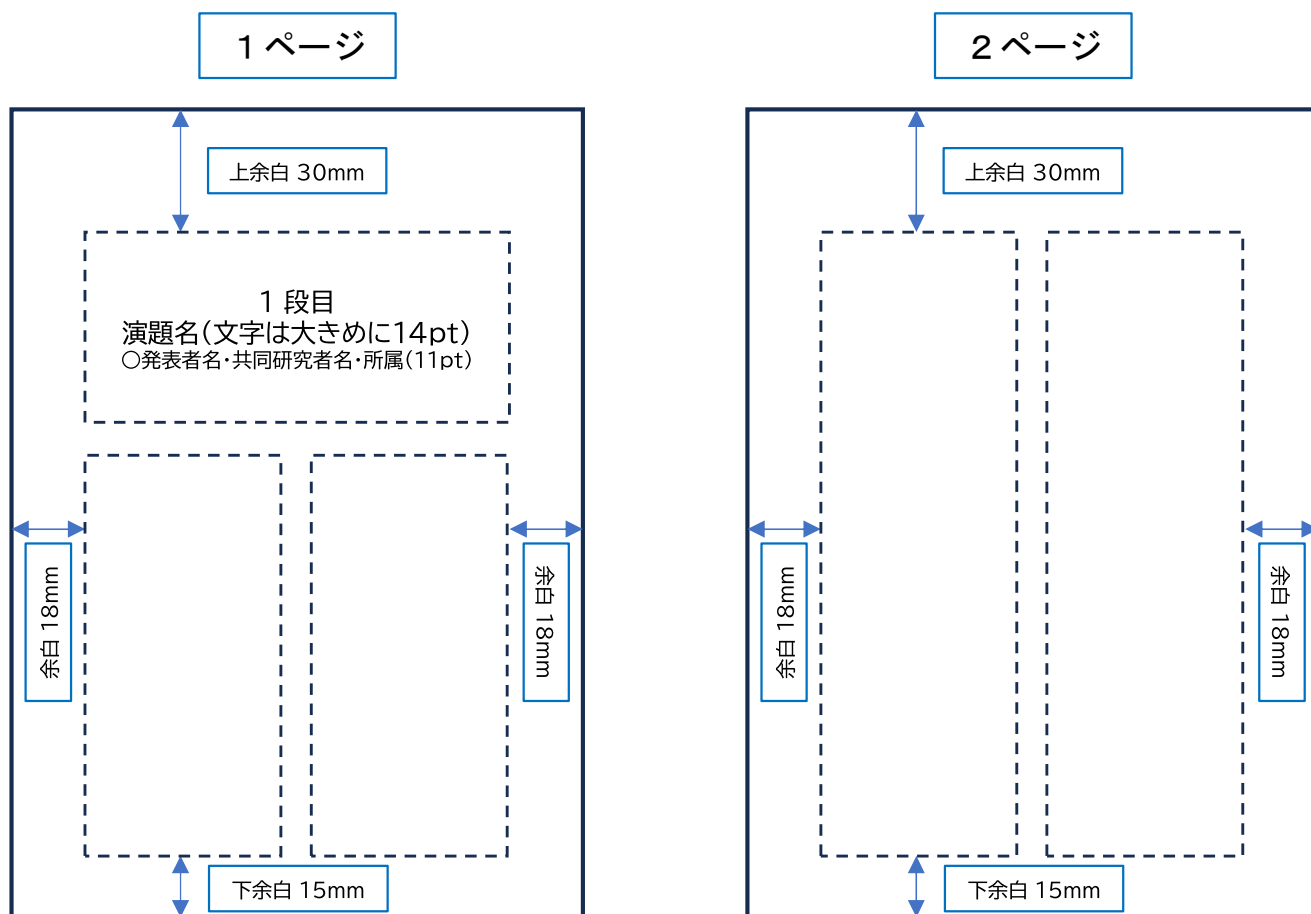 1 ページ
上余白 30mm
1 段目
演題名(文字は大きめに14pt)
〇発表者名・共同研究者名・所属(11pt)
余白 18mm
余白 18mm
下余白 15mm
2 ページ
上余白 30mm
余白 18mm
余白 18mm
下余白 15mm